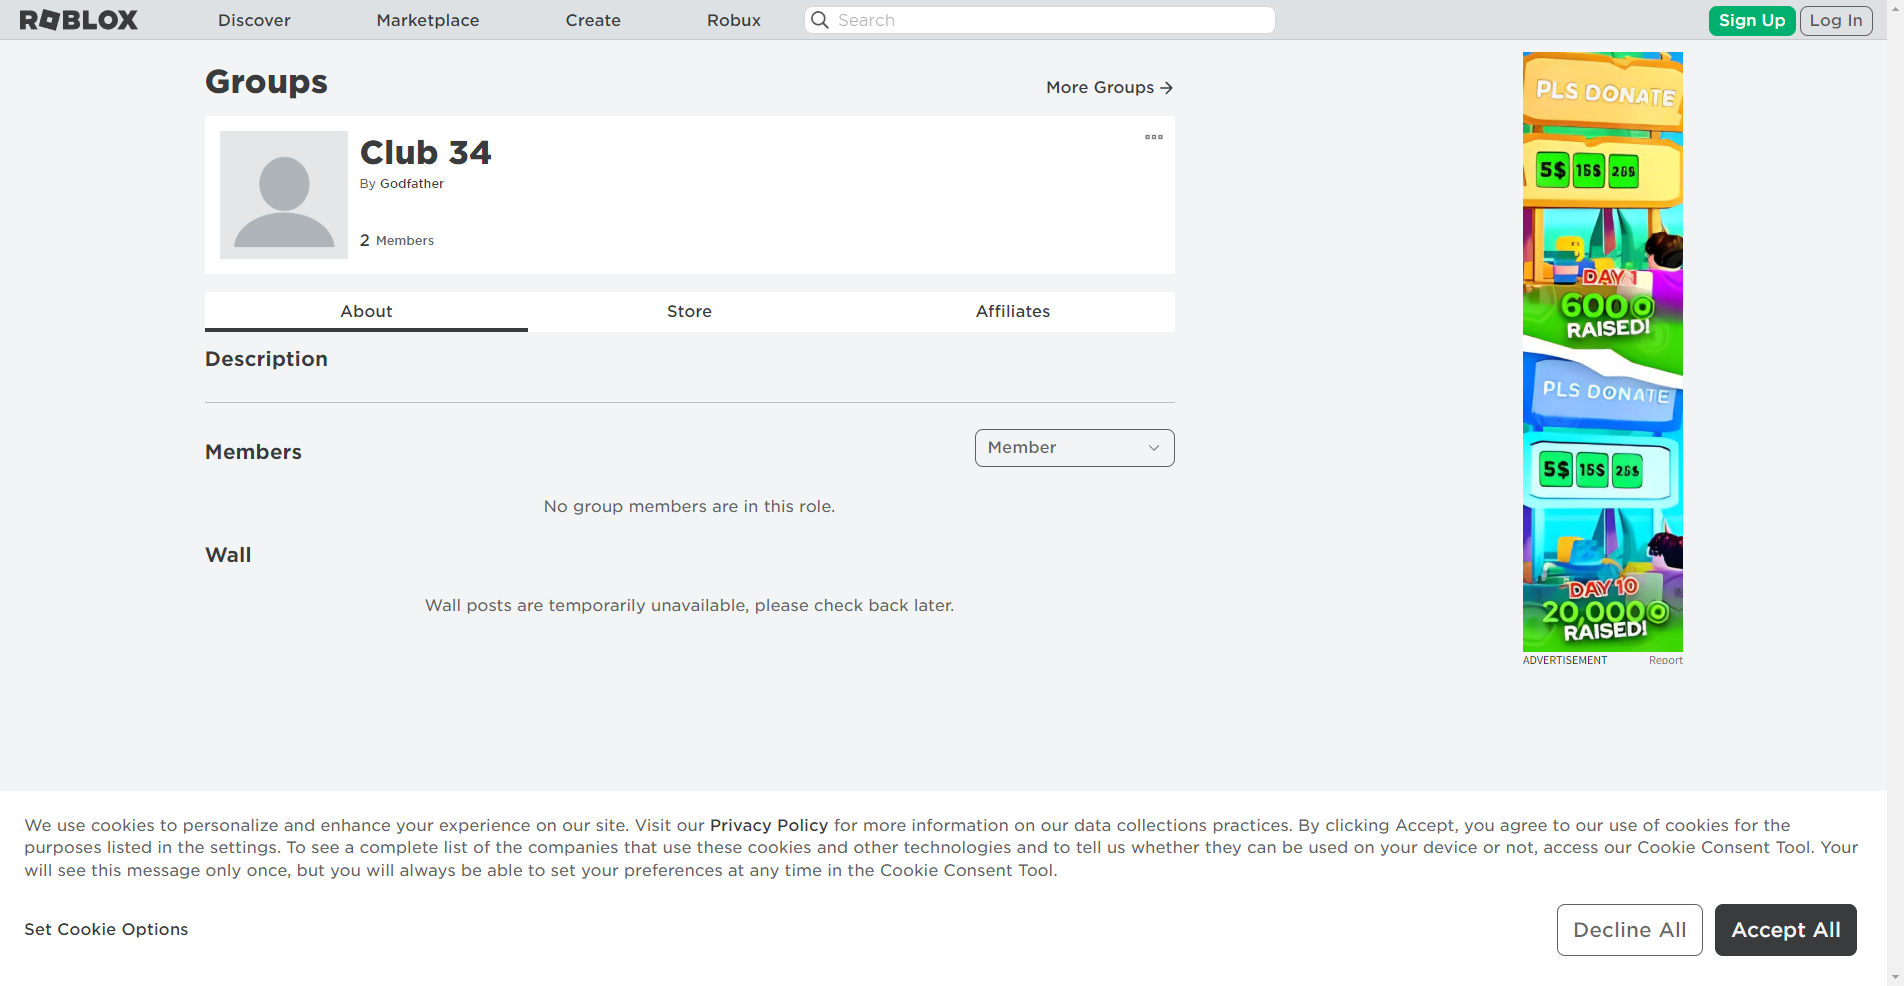 ROBLOX
Discover
Marketplace
Create
Robux
Search
Sign Up
Log In
Groups
More Groups
Club 34
By Godfather
2 Members
About
Store
Affiliates
Description
Members
Member
No group members are in this role.
Wall
Wall posts are temporarily unavailable, please check back later.
PLS DONATE
5$ 15$
DAY 1
600
RAISED!
PLS DONATE
5$ 15$
DAY 10
20,000
RAISED!
ADVERTISEMENT
Report
We use cookies to personalize and enhance your experience on our site. Visit our Privacy Policy for more information on our data collections practices. By clicking Accept, you agree to our use of cookies for the
purposes listed in the settings. To see a complete list of the companies that use these cookies and other technologies and to tell us whether they can be used on your device or not, access our Cookie Consent Tool. Your
will see this message only once, but you will always be able to set your preferences at any time in the Cookie Consent Tool.
Set Cookie Options
Decline All
Accept All